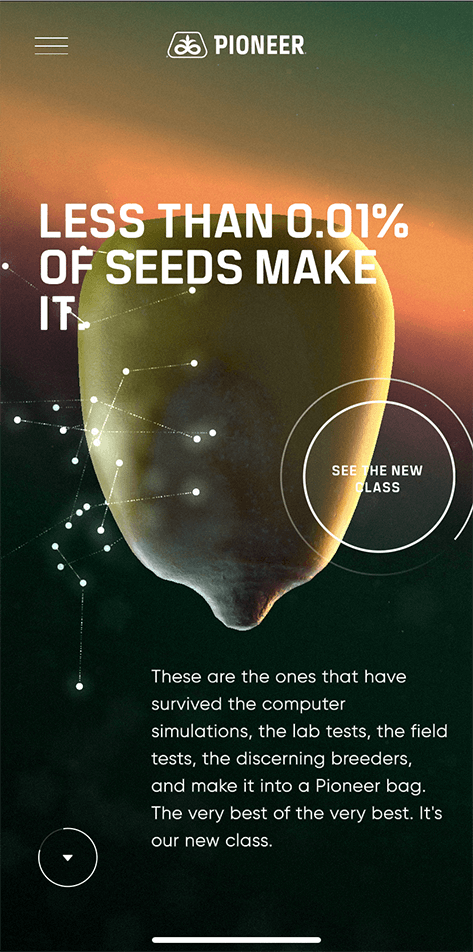 PIONEER
LESS THAN 0.01%
OF SEEDS MAKE
IT.
SEE THE NEW
CLASS
These are the ones that have
survived the computer
simulations, the lab tests, the field
tests, the discerning breeders,
and make it into a Pioneer bag.
The very best of the very best. It's
our new class.